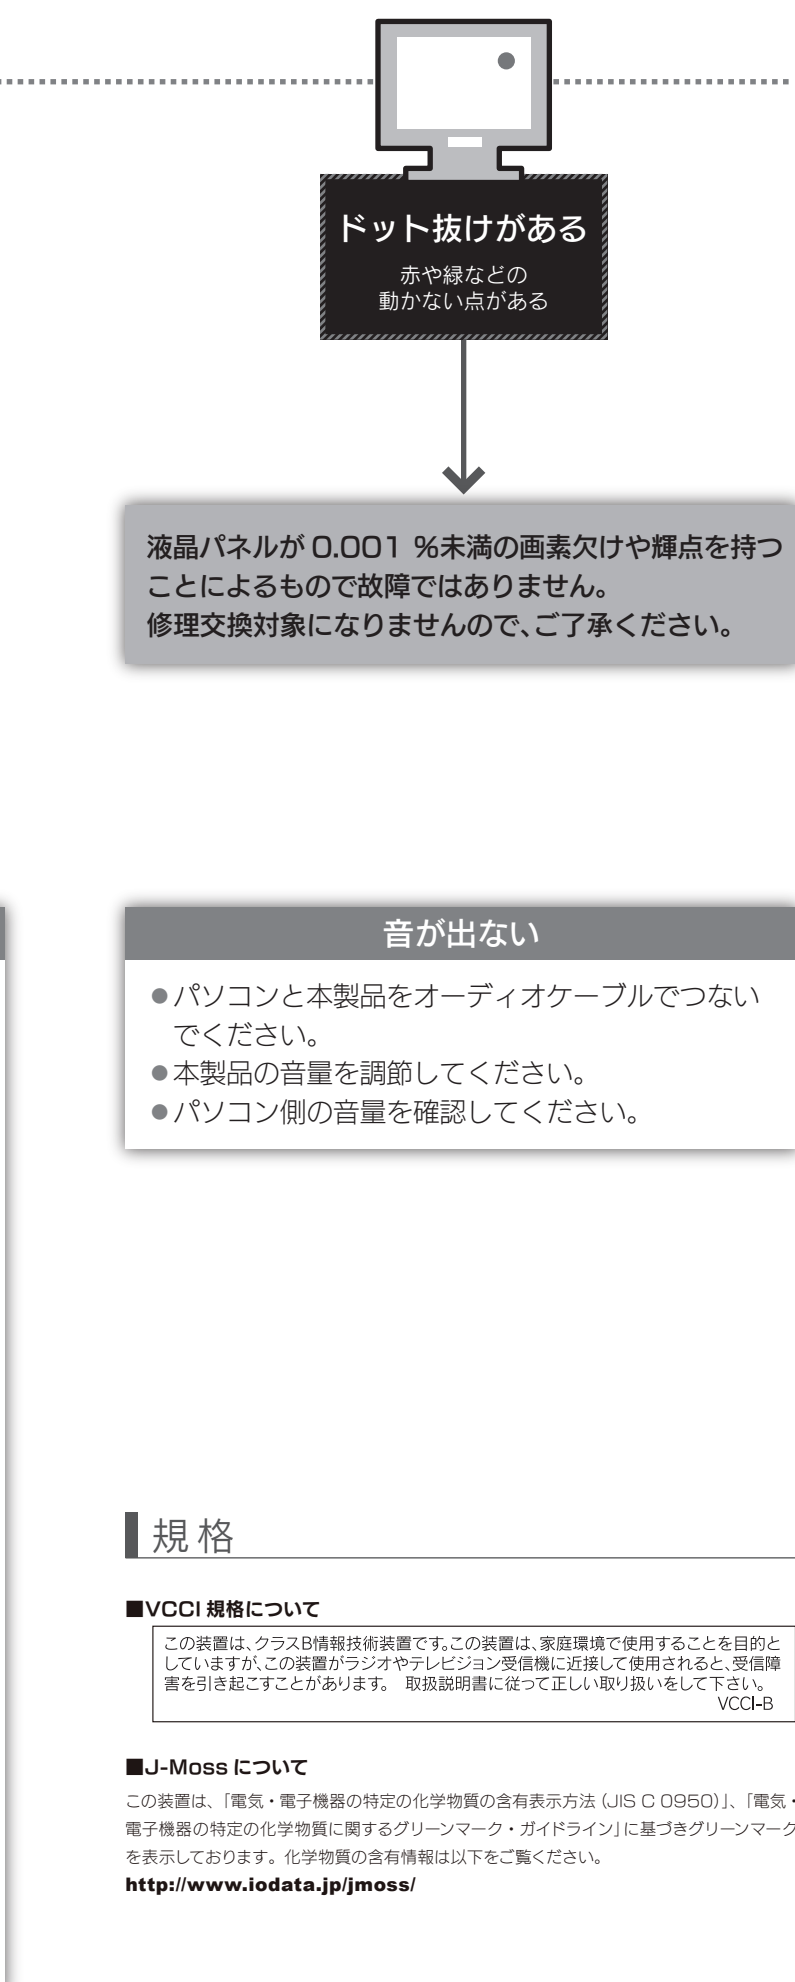 ドット抜けがある
赤や緑などの
動かない点がある
液晶パネルが 0.001 %未満の画素欠けや輝点を持つ
ことによるもので故障ではありません。
修理交換対象になりませんので、ご了承ください。
音が出ない
●パソコンと本製品をオーディオケーブルでつない
でください。
●本製品の音量を調節してください。
●パソコン側の音量を確認してください。
規格
■VCCI 規格について
この装置は、クラスB情報技術装置です。この装置は、家庭環境で使用することを目的と
していますが、この装置がラジオやテレビジョン受信機に近接して使用されると、受信障
害を引き起こすことがあります。 取扱説明書に従って正しい取り扱いをして下さい。
VCCI-B
■J-Moss について
この装置は、「電気・電子機器の特定の化学物質の含有表示方法 (JIS C 0950)」、「電気・
電子機器の特定の化学物質に関するグリーンマーク・ガイドライン」に基づきグリーンマーク
を表示しております。化学物質の含有情報は以下をご覧ください。
http://www.iodata.jp/jmoss/